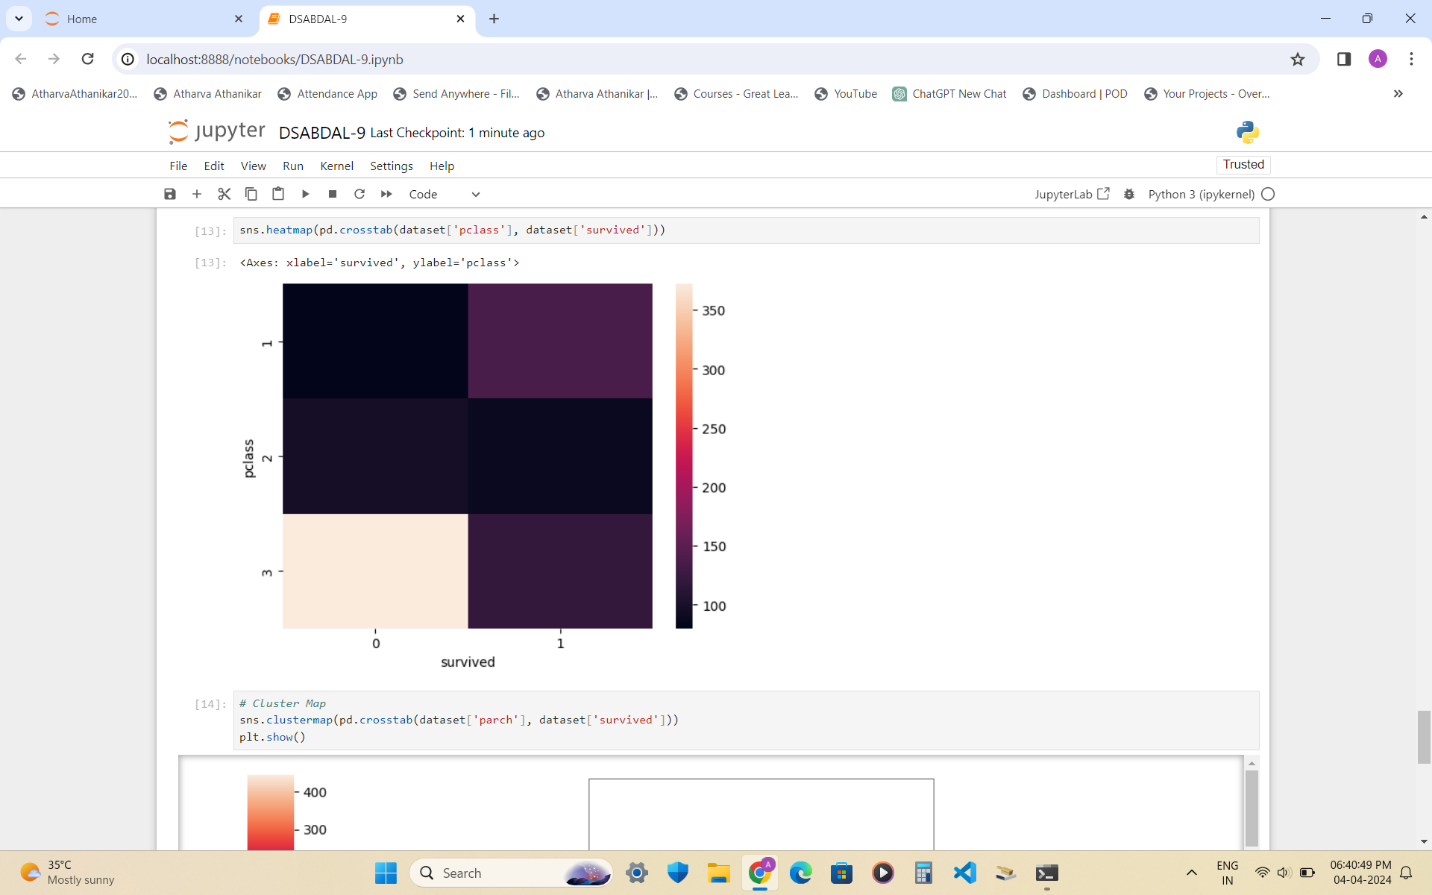 Home
DSABDAL-9
localhost:8888/notebooks/DSABDAL-9.ipynb
A
AtharvaAthanikar20...
Atharva Athanikar
Attendance App
Send Anywhere - Fil...
Atharva Athanikar |...
Courses - Great Lea...
YouTube
ChatGPT New Chat
Dashboard | POD
Your Projects - Over...
jupyter DSABDAL-9 Last Checkpoint: 1 minute ago
File Edit View Run Kernel Settings Help
Trusted
Code
JupyterLab
Python 3 (ipykernel)
[13]: sns.heatmap(pd.crosstab(dataset['pclass'], dataset['survived']))
[13]: <Axes: xlabel='survived', ylabel='pclass'>
350
300
250
200
150
100
1
2
3
pclass
0 1
survived
[14]: # Cluster Map
sns.clustermap(pd.crosstab(dataset['parch'], dataset['survived']))
plt.show()
400
300
35°C
Mostly sunny
Search
A
ENG
IN
06:40:49 PM
04-04-2024